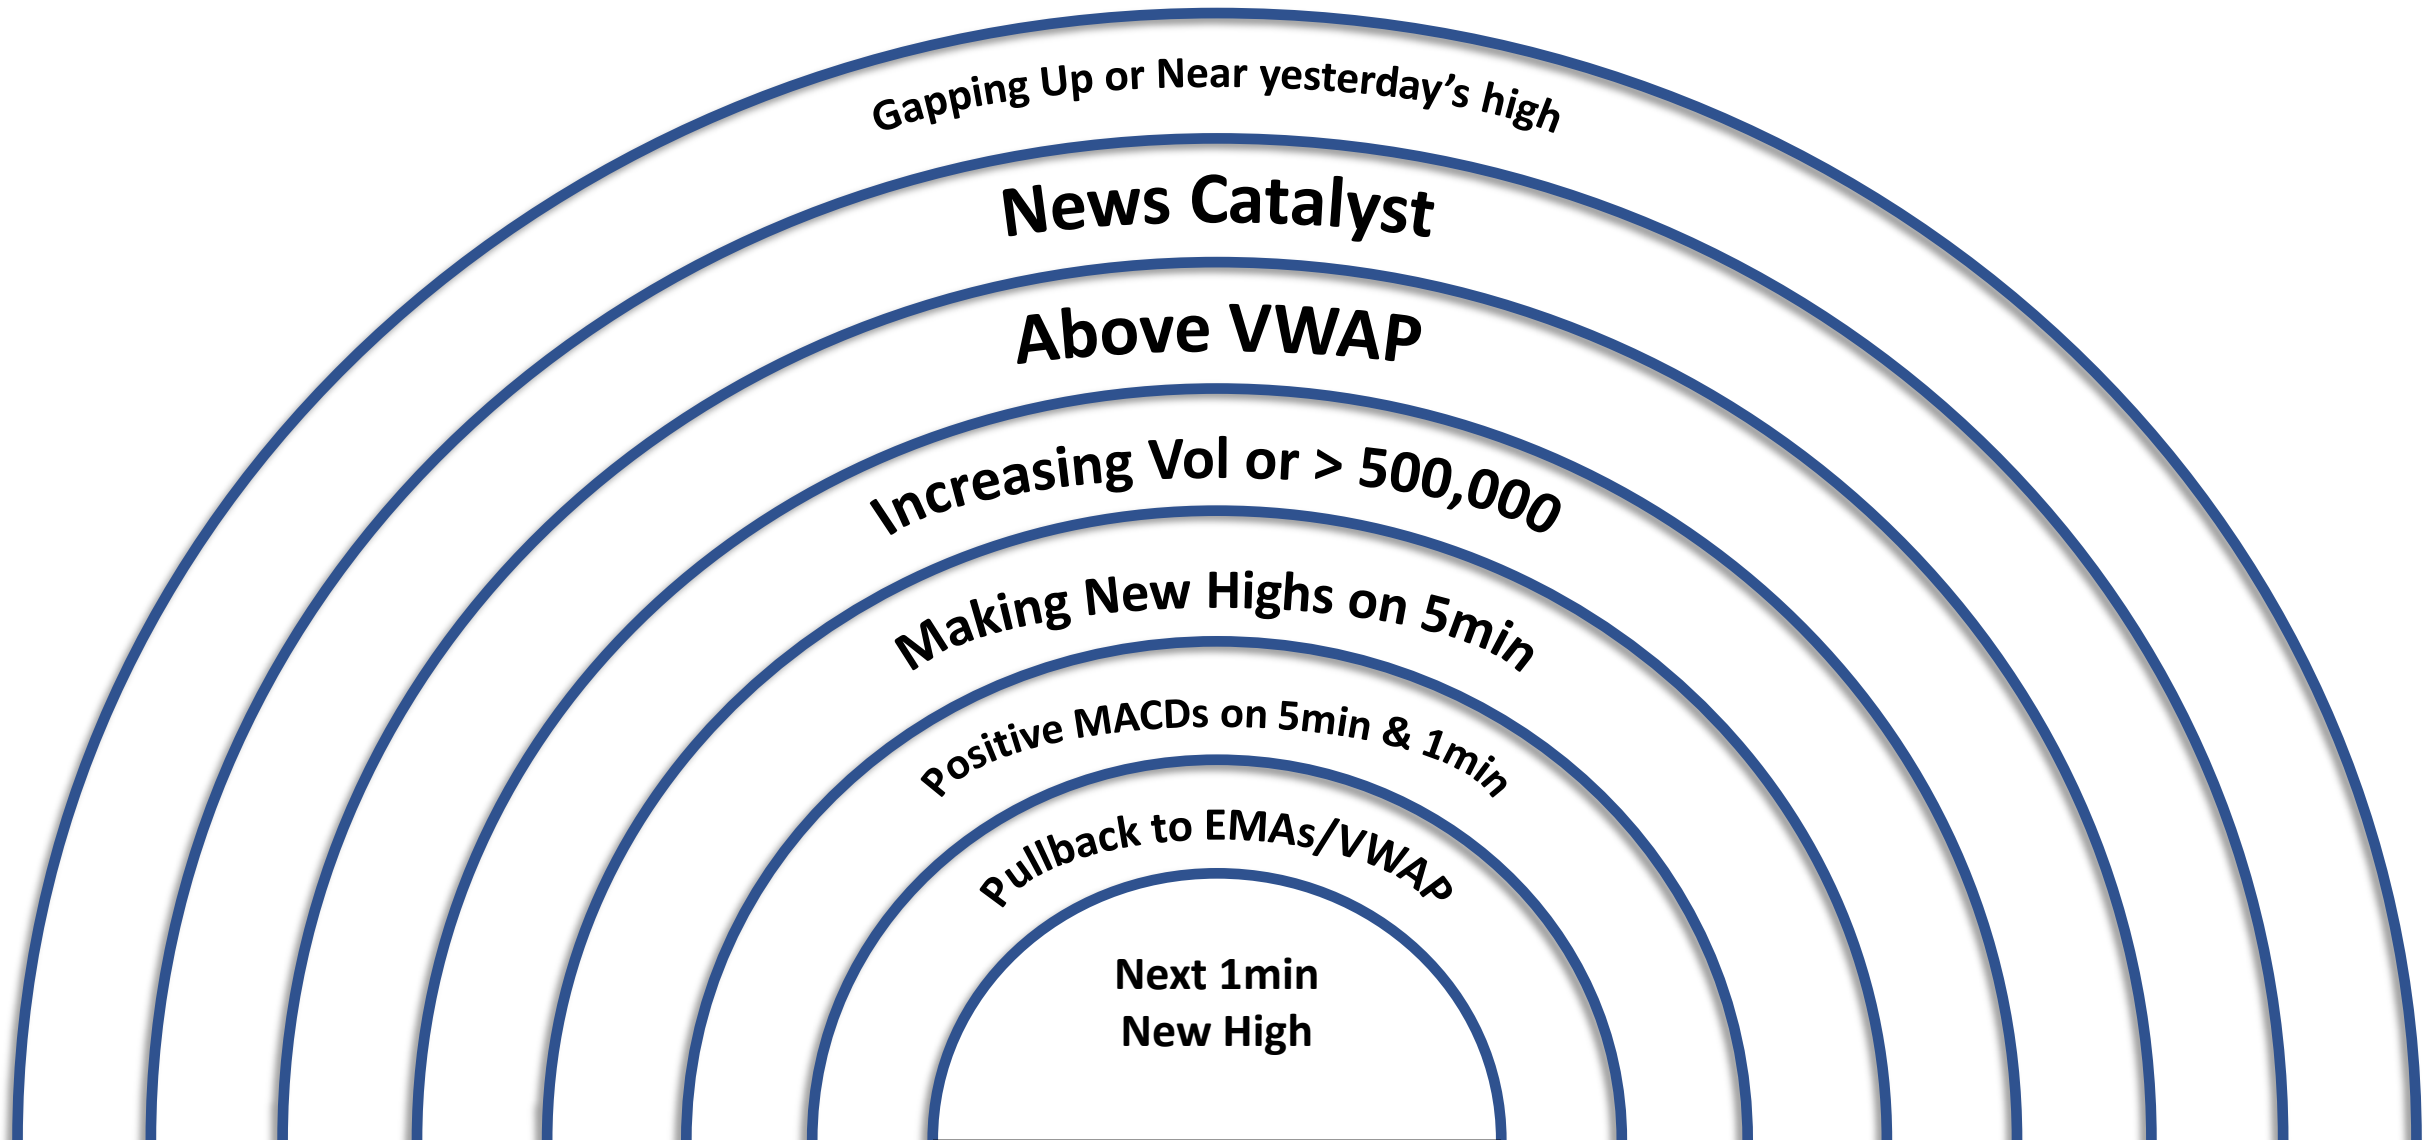 Gapping Up or Near yesterday’s high
News Catalyst
Above VWAP
Increasing Vol or > 500,000
Making New Highs on 5min
Positive MACDs on 5min & 1min
Pullback to EMAs/VWAP
Next 1min
New High